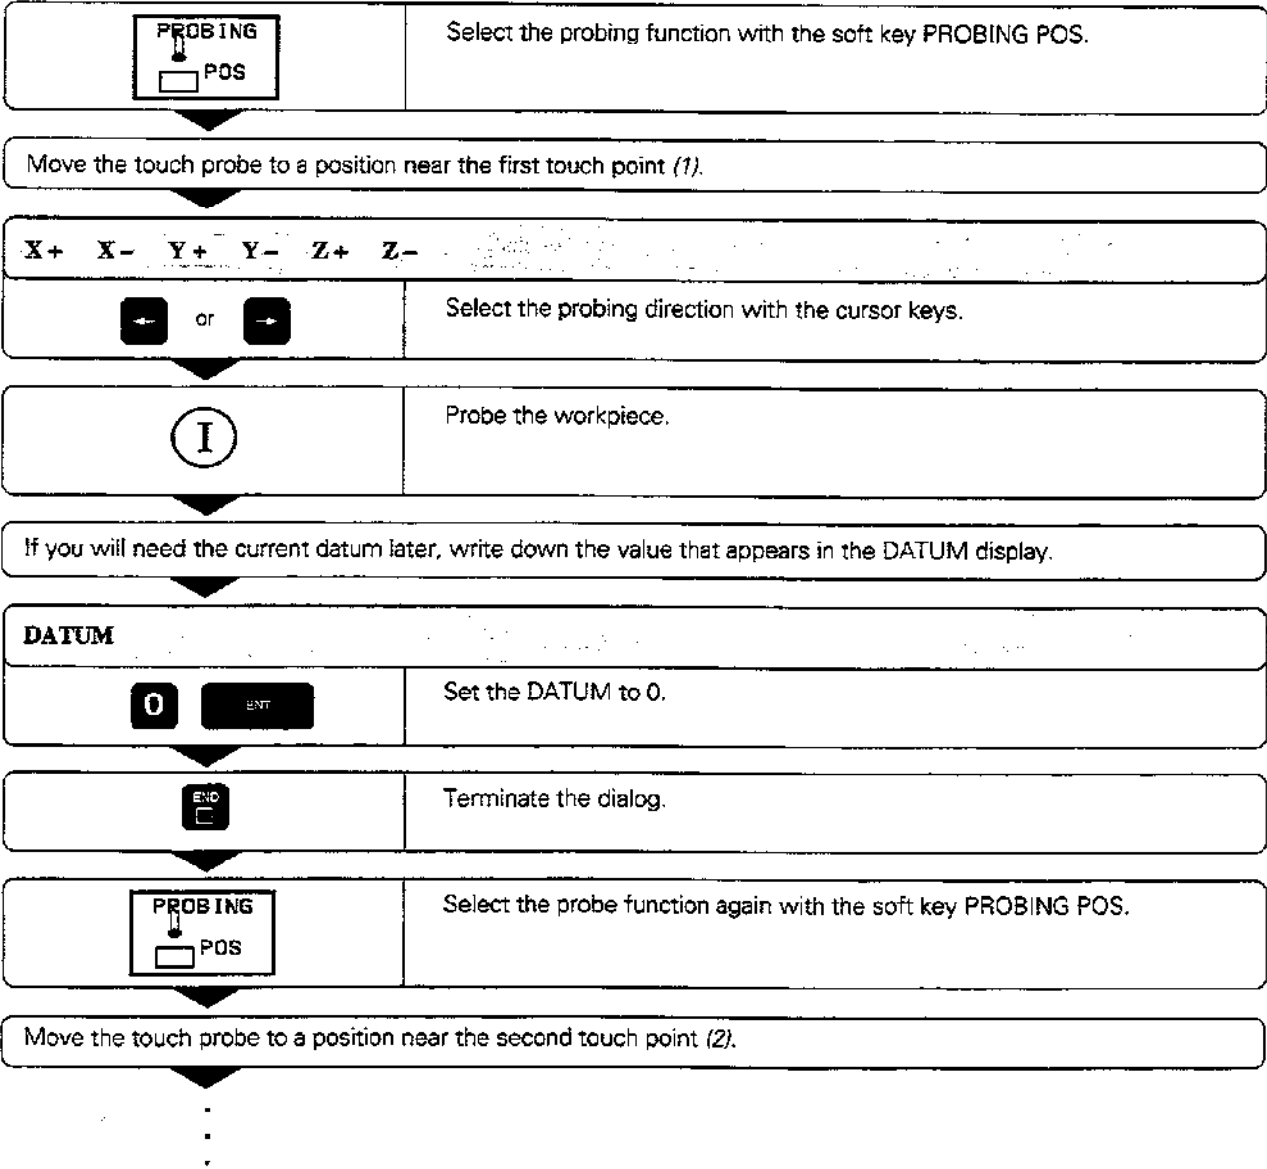 PROBING
POS
Select the probing function with the soft key PROBING POS.
Move the touch probe to a position near the first touch point (1).
X+ X– Y+ Y– Z+ Z–
← or →
Select the probing direction with the cursor keys.
I
Probe the workpiece.
If you will need the current datum later, write down the value that appears in the DATUM display.
DATUM
0 ENT
Set the DATUM to 0.
END
Terminate the dialog.
PROBING
POS
Select the probe function again with the soft key PROBING POS.
Move the touch probe to a position near the second touch point (2).